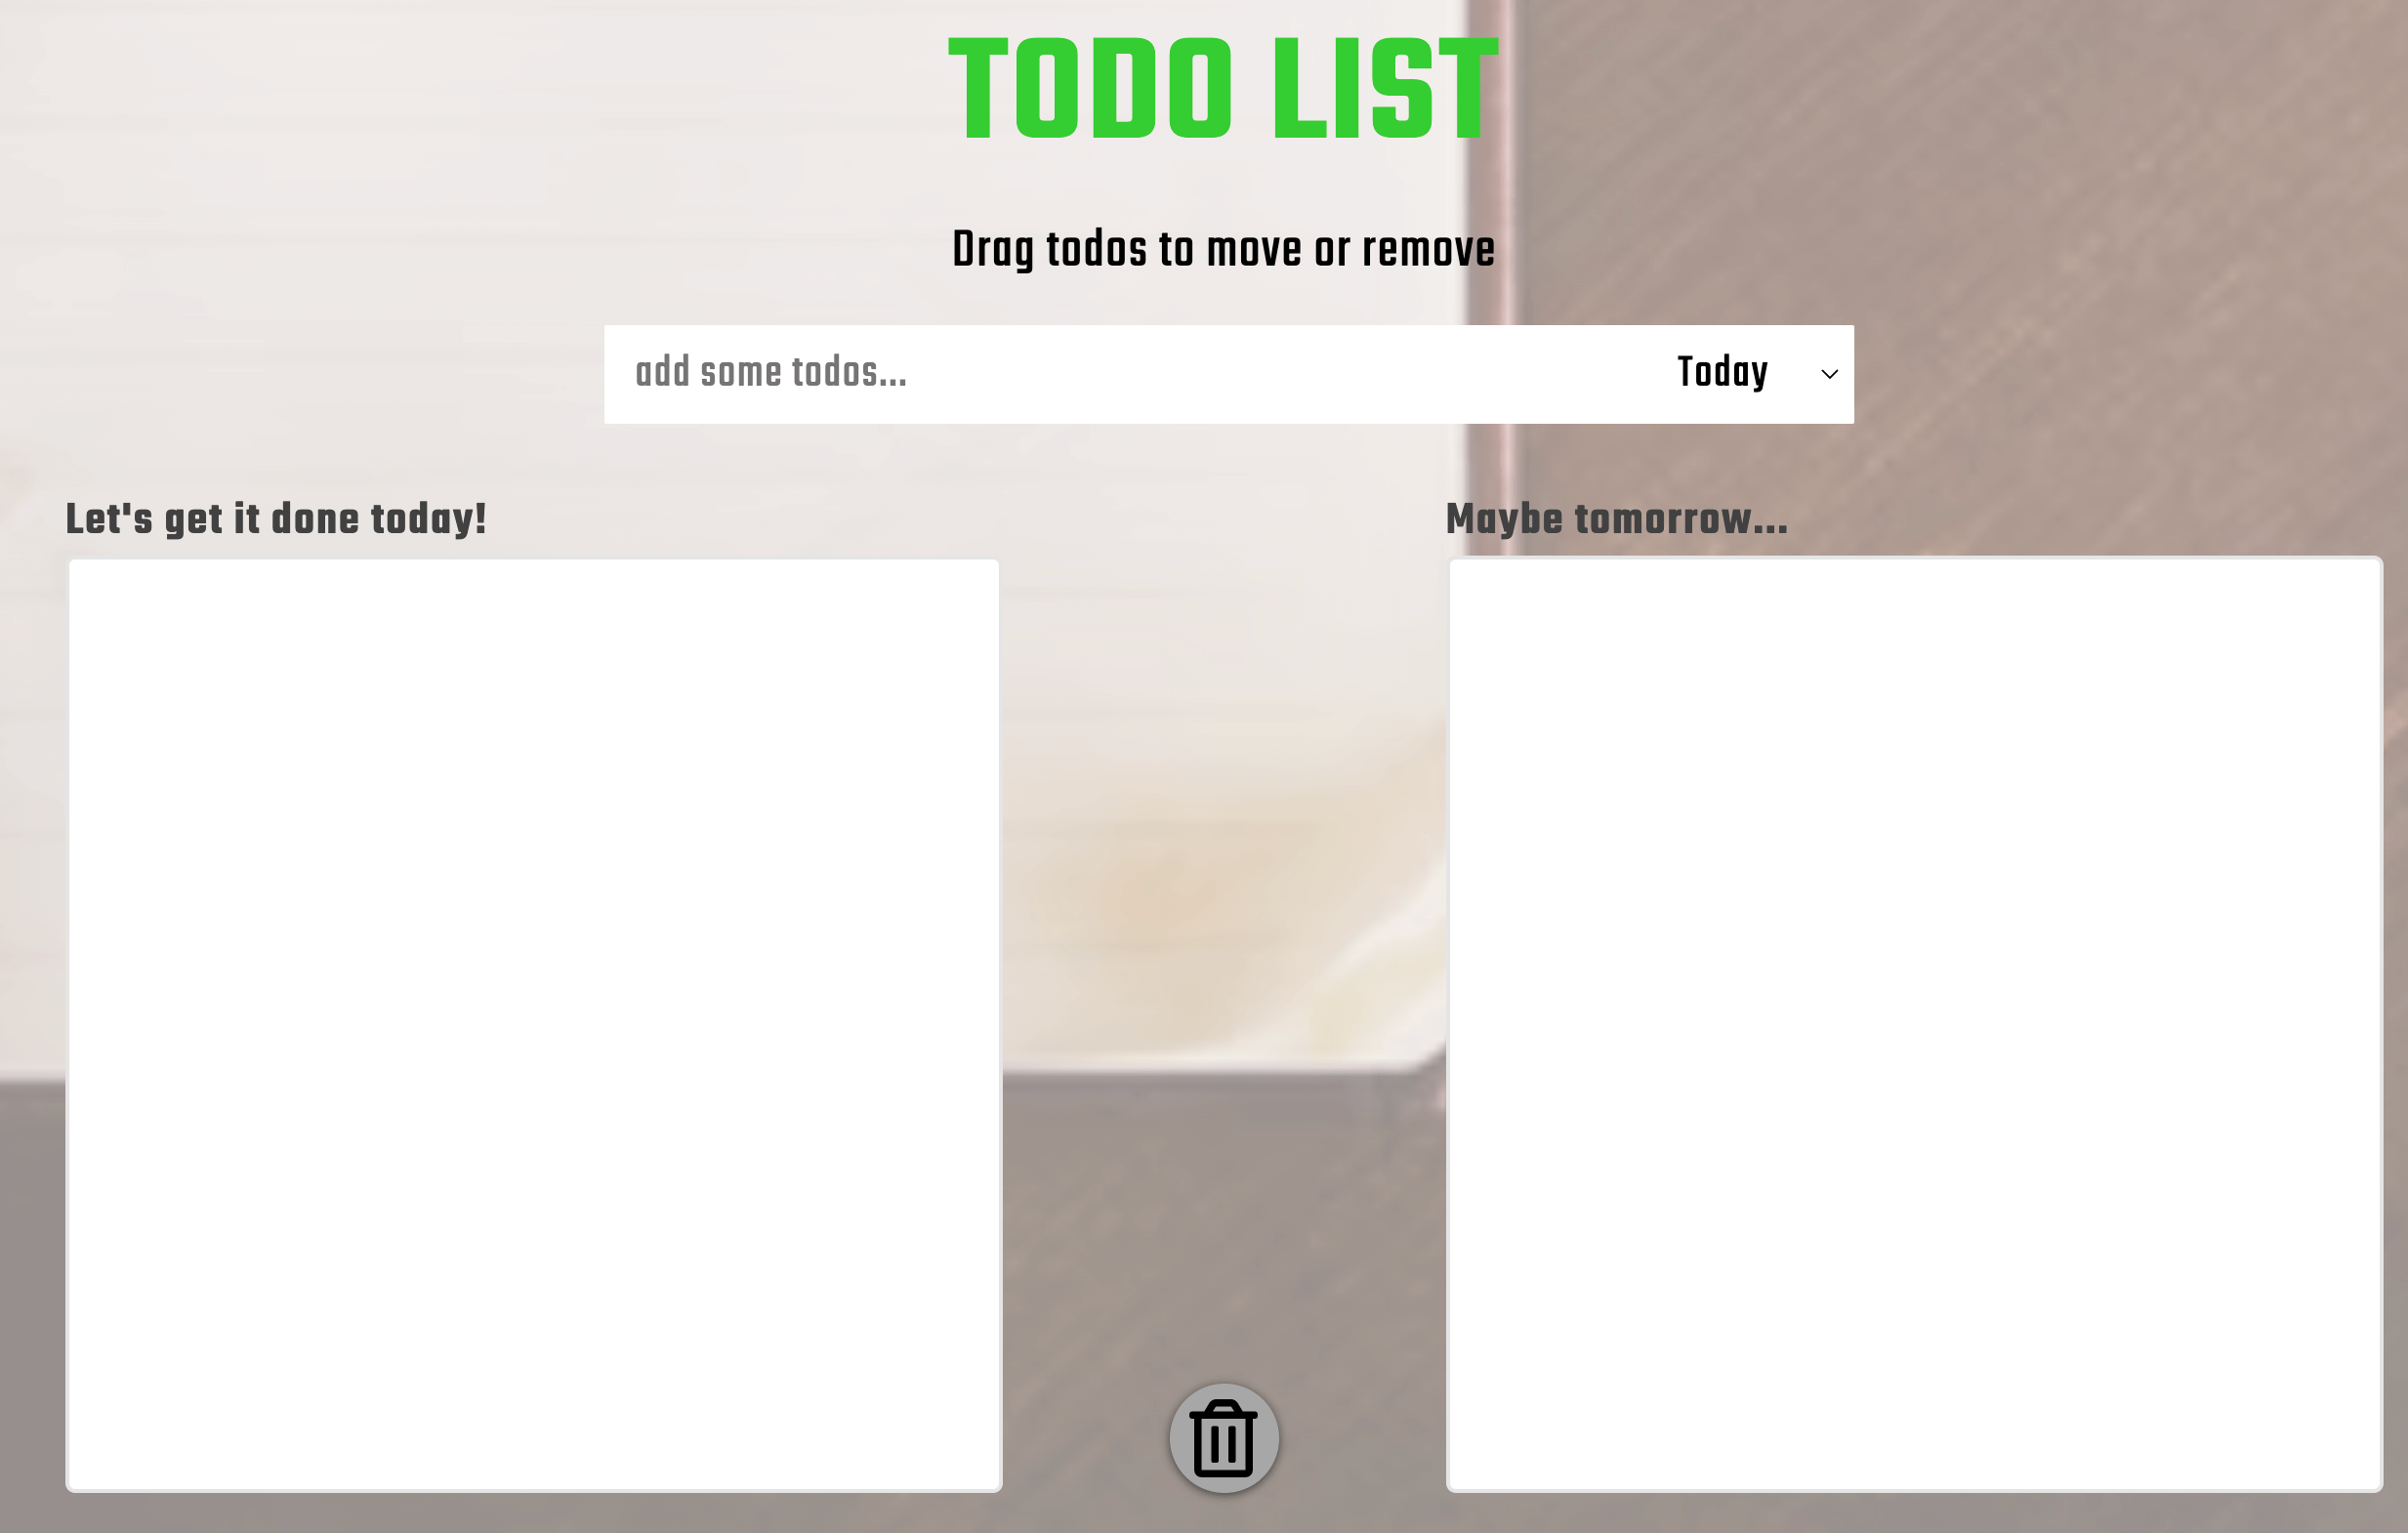 TODO LIST
Drag todos to move or remove
add some todos...
Today
Let's get it done today!
Maybe tomorrow...